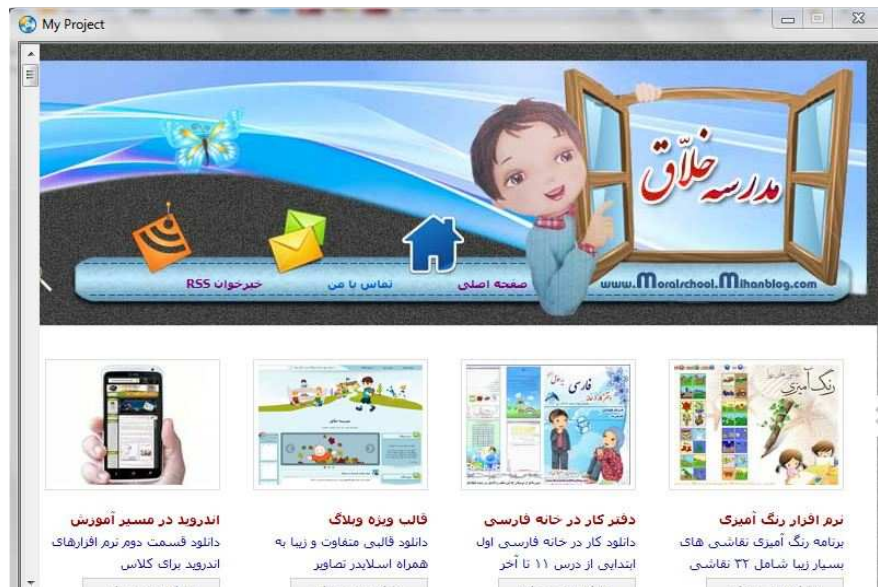 My Project
مدرسه خلاق
www.Moralschool.Mihanblog.com
صفحه اصلی
تماس با من
خبرخوان RSS
رنگ آمیزی
فارسی
نرم افزار رنگ آمیزی
برنامه رنگ آمیزی نقاشی های
بسیار زیبا شامل ۳۲ نقاشی
دفتر کار در خانه فارسی
دانلود کار در خانه فارسی اول
ابتدایی از درس ۱۱ تا آخر
قالب ویژه وبلاگ
دانلود قالبی متفاوت و زیبا به
همراه اسلایدر تصاویر
اندروید در مسیر آموزش
دانلود قسمت دوم نرم افزارهای
اندروید برای کلاس